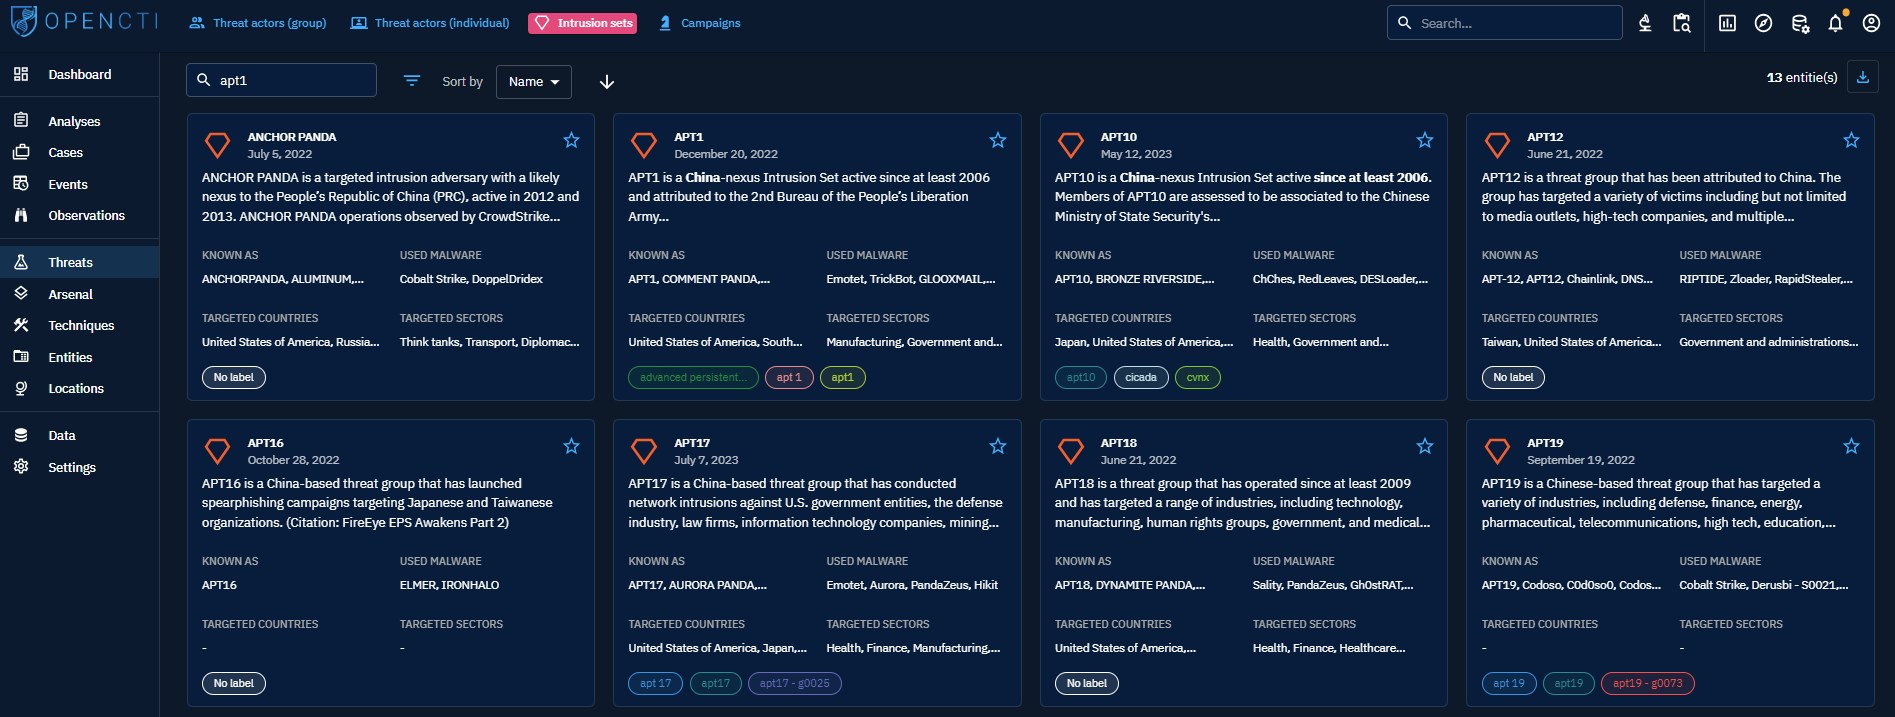 OPENCTI
Threat actors (group)
Threat actors (individual)
Intrusion sets
Campaigns
Search...
Dashboard
Analyses
Cases
Events
Observations
Threats
Arsenal
Techniques
Entities
Locations
Data
Settings
apt1
Sort by
Name
13 entitie(s)
ANCHOR PANDA
July 5, 2022
ANCHOR PANDA is a targeted intrusion adversary with a likely
nexus to the People's Republic of China (PRC), active in 2012 and
2013. ANCHOR PANDA operations observed by CrowdStrike...
KNOWN AS
USED MALWARE
ANCHORPANDA, ALUMINUM,...
Cobalt Strike, DoppelDridex
TARGETED COUNTRIES
TARGETED SECTORS
United States of America, Russia...
Think tanks, Transport, Diplomac...
No label
APT1
December 20, 2022
APT1 is a China-nexus Intrusion Set active since at least 2006
and attributed to the 2nd Bureau of the People's Liberation
Army...
KNOWN AS
USED MALWARE
APT1, COMMENT PANDA,...
Emotet, TrickBot, GLOOXMAIL,...
TARGETED COUNTRIES
TARGETED SECTORS
United States of America, South...
Manufacturing, Government and...
advanced persistent...
apt 1
apt1
APT10
May 12, 2023
APT10 is a China-nexus Intrusion Set active since at least 2006.
Members of APT10 are assessed to be associated to the Chinese
Ministry of State Security's...
KNOWN AS
USED MALWARE
APT10, BRONZE RIVERSIDE,...
ChChes, RedLeaves, DESLoader,...
TARGETED COUNTRIES
TARGETED SECTORS
Japan, United States of America,...
Health, Government and...
apt10
cicada
cvnx
APT12
June 21, 2022
APT12 is a threat group that has been attributed to China. The
group has targeted a variety of victims including but not limited
to media outlets, high-tech companies, and multiple...
KNOWN AS
USED MALWARE
APT-12, APT12, Chainlink, DNS...
RIPTIDE, Zloader, RapidStealer,...
TARGETED COUNTRIES
TARGETED SECTORS
Taiwan, United States of America...
Government and administrations...
No label
APT16
October 28, 2022
APT16 is a China-based threat group that has launched
spearphishing campaigns targeting Japanese and Taiwanese
organizations. (Citation: FireEye EPS Awakens Part 2)
KNOWN AS
USED MALWARE
APT16
ELMER, IRONHALO
TARGETED COUNTRIES
TARGETED SECTORS
-
-
No label
APT17
July 7, 2023
APT17 is a China-based threat group that has conducted
network intrusions against U.S. government entities, the defense
industry, law firms, information technology companies, mining...
KNOWN AS
USED MALWARE
APT17, AURORA PANDA,...
Emotet, Aurora, PandaZeus, Hikit
TARGETED COUNTRIES
TARGETED SECTORS
United States of America, Japan,...
Health, Finance, Manufacturing,...
apt 17
apt17
apt17 - g0025
APT18
June 21, 2022
APT18 is a threat group that has operated since at least 2009
and has targeted a range of industries, including technology,
manufacturing, human rights groups, government, and medical...
KNOWN AS
USED MALWARE
APT18, DYNAMITE PANDA,...
Sality, PandaZeus, Gh0stRAT,...
TARGETED COUNTRIES
TARGETED SECTORS
United States of America,...
Health, Finance, Healthcare...
No label
APT19
September 19, 2022
APT19 is a Chinese-based threat group that has targeted a
variety of industries, including defense, finance, energy,
pharmaceutical, telecommunications, high tech, education,...
KNOWN AS
USED MALWARE
APT19, Codoso, C0d0so0, Codos...
Cobalt Strike, Derusbi - S0021,...
TARGETED COUNTRIES
TARGETED SECTORS
-
-
apt 19
apt19
apt19 - g0073